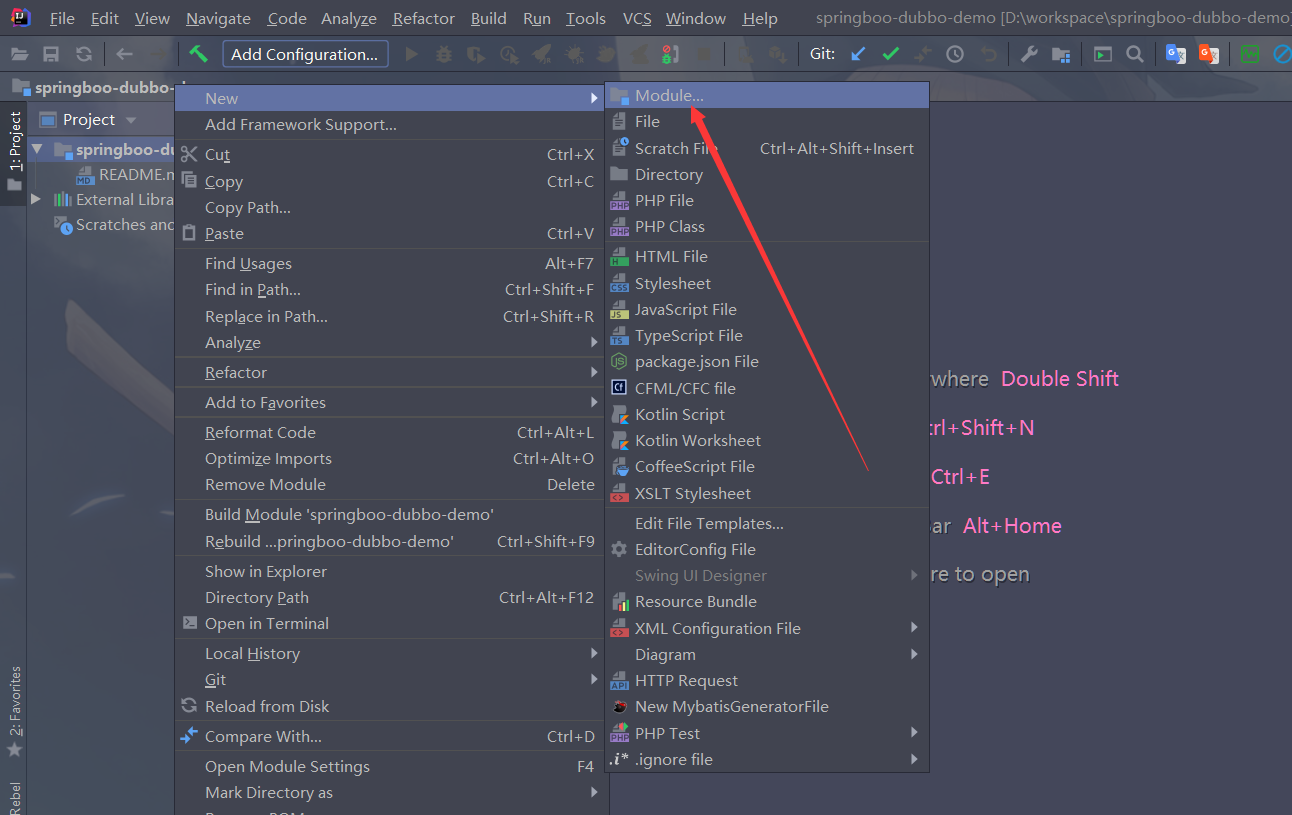 File Edit View Navigate Code Analyze Refactor Build Run Tools VCS Window Help springboo-dubbo-demo [D:\workspace\springboo-dubbo-demo]
Add Configuration... Git:
springboo-dubbo-
1: Project
Project
springboo-du
README.m
External Libra
Scratches and
2: Favorites
Rebel
New
Add Framework Support...
Cut Ctrl+X
Copy Ctrl+C
Copy Path...
Paste Ctrl+V
Find Usages Alt+F7
Find in Path... Ctrl+Shift+F
Replace in Path... Ctrl+Shift+R
Analyze
Refactor
Add to Favorites
Reformat Code Ctrl+Alt+L
Optimize Imports Ctrl+Alt+O
Remove Module Delete
Build Module 'springboo-dubbo-demo'
Rebuild ...pringboo-dubbo-demo' Ctrl+Shift+F9
Show in Explorer
Directory Path Ctrl+Alt+F12
Open in Terminal
Local History
Git
Reload from Disk
Compare With... Ctrl+D
Open Module Settings F4
Mark Directory as
Module...
File
Scratch File Ctrl+Alt+Shift+Insert
Directory
PHP File
PHP Class
HTML File
Stylesheet
JavaScript File
TypeScript File
package.json File
CFML/CFC file
Kotlin Script
Kotlin Worksheet
CoffeeScript File
XSLT Stylesheet
Edit File Templates...
EditorConfig File
Swing UI Designer
Resource Bundle
XML Configuration File
Diagram
HTTP Request
New MybatisGeneratorFile
PHP Test
.ignore file
where Double Shift
trl+Shift+N
Ctrl+E
ar Alt+Home
re to open